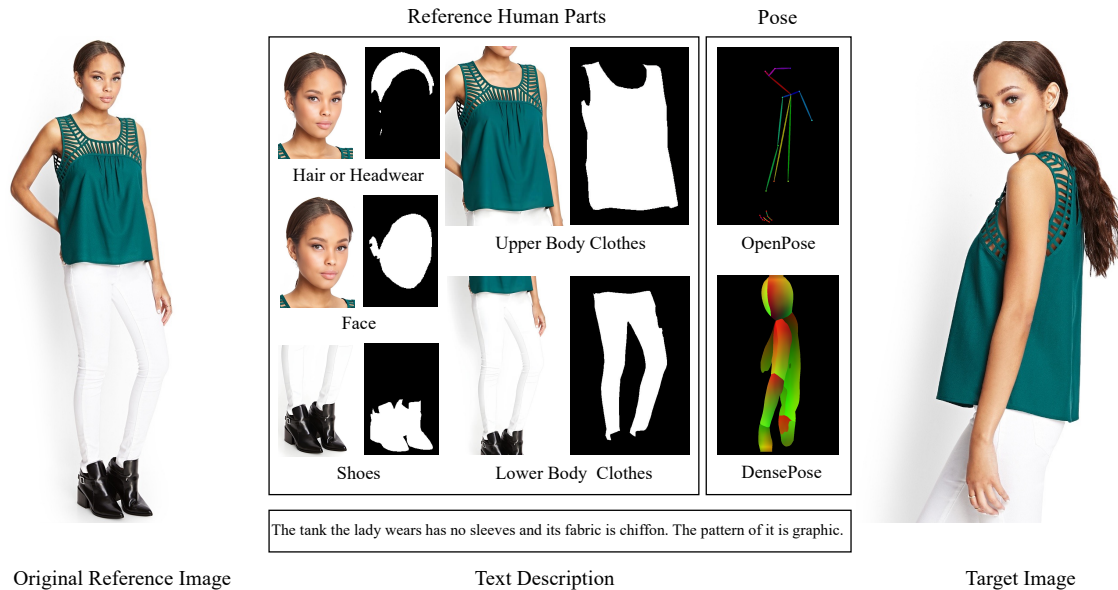 Reference Human Parts
Pose
Hair or Headwear
Upper Body Clothes
OpenPose
Face
Shoes
Lower Body Clothes
DensePose
The tank the lady wears has no sleeves and its fabric is chiffon. The pattern of it is graphic.
Original Reference Image
Text Description
Target Image